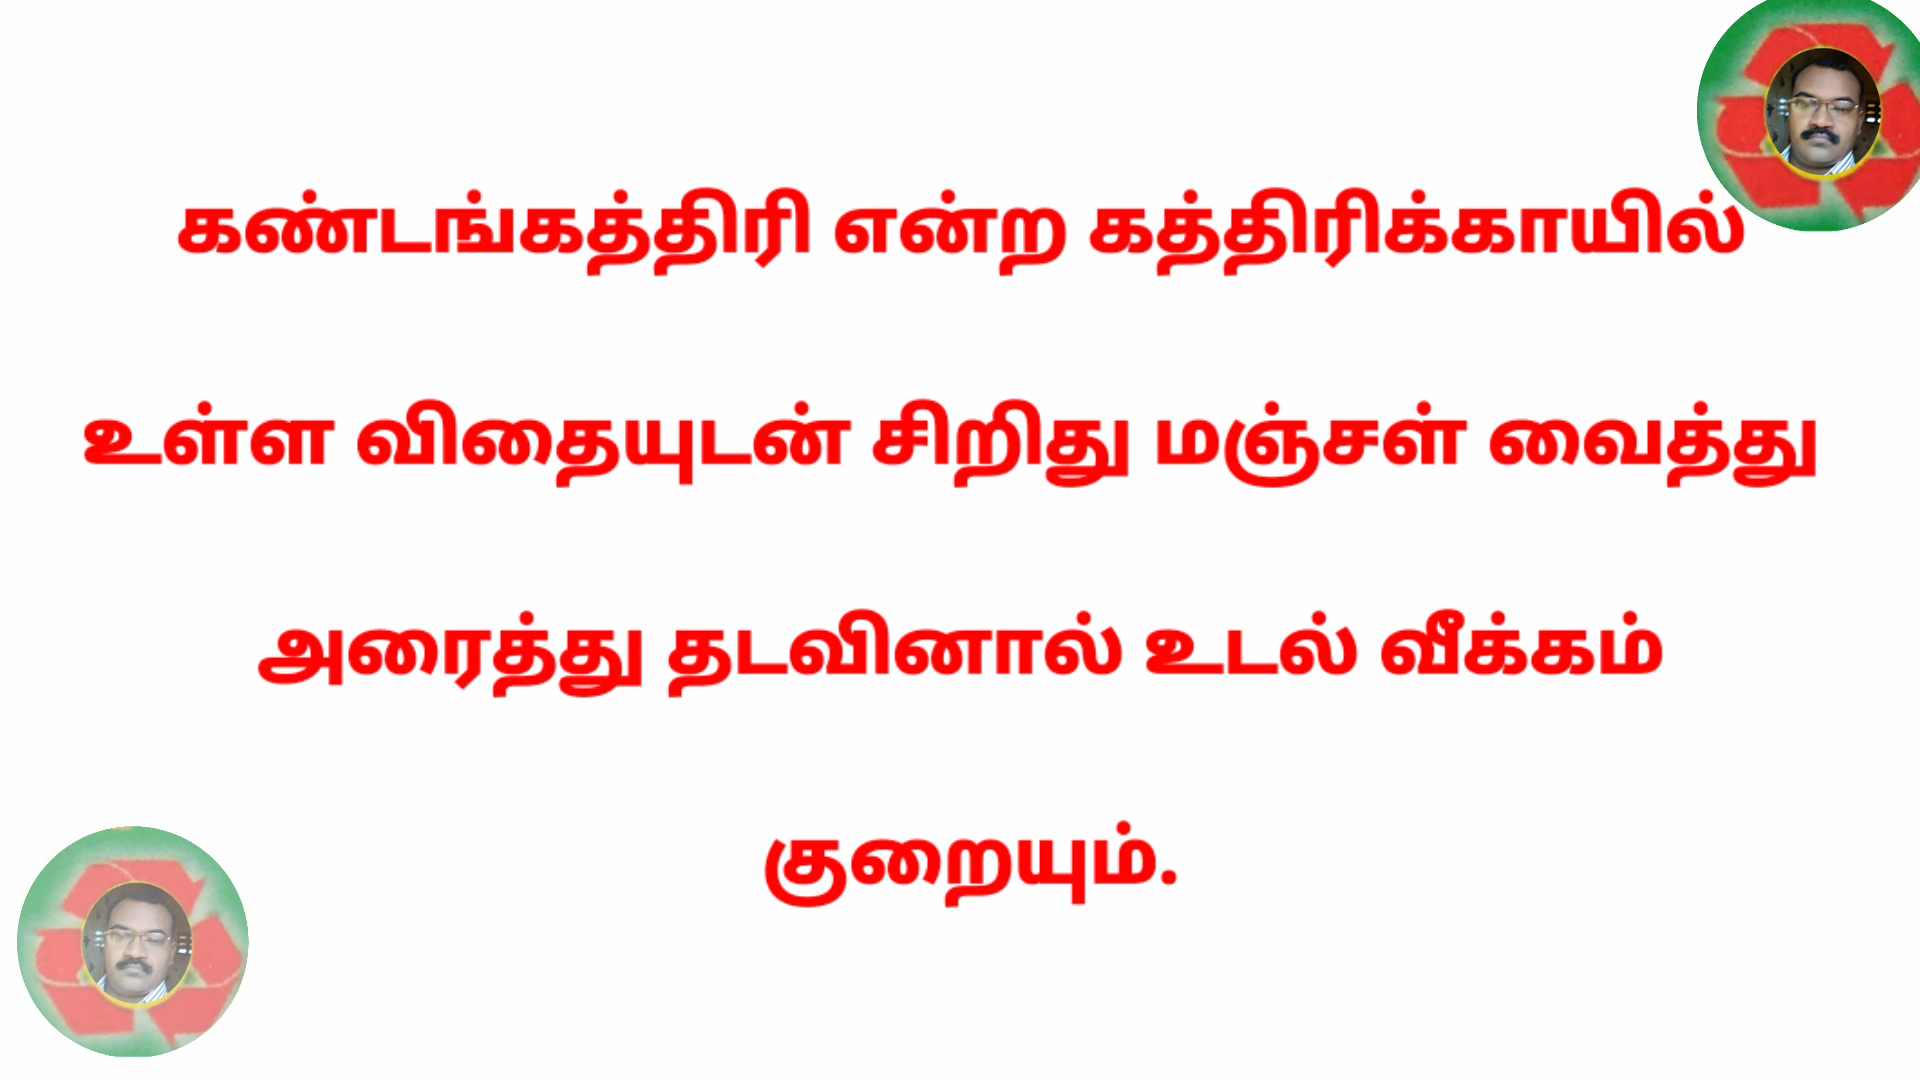 கண்டங்கத்திரி என்ற கத்திரிக்காயில்
உள்ள விதையுடன் சிறிது மஞ்சள் வைத்து
அரைத்து தடவினால் உடல் வீக்கம்
குறையும்.